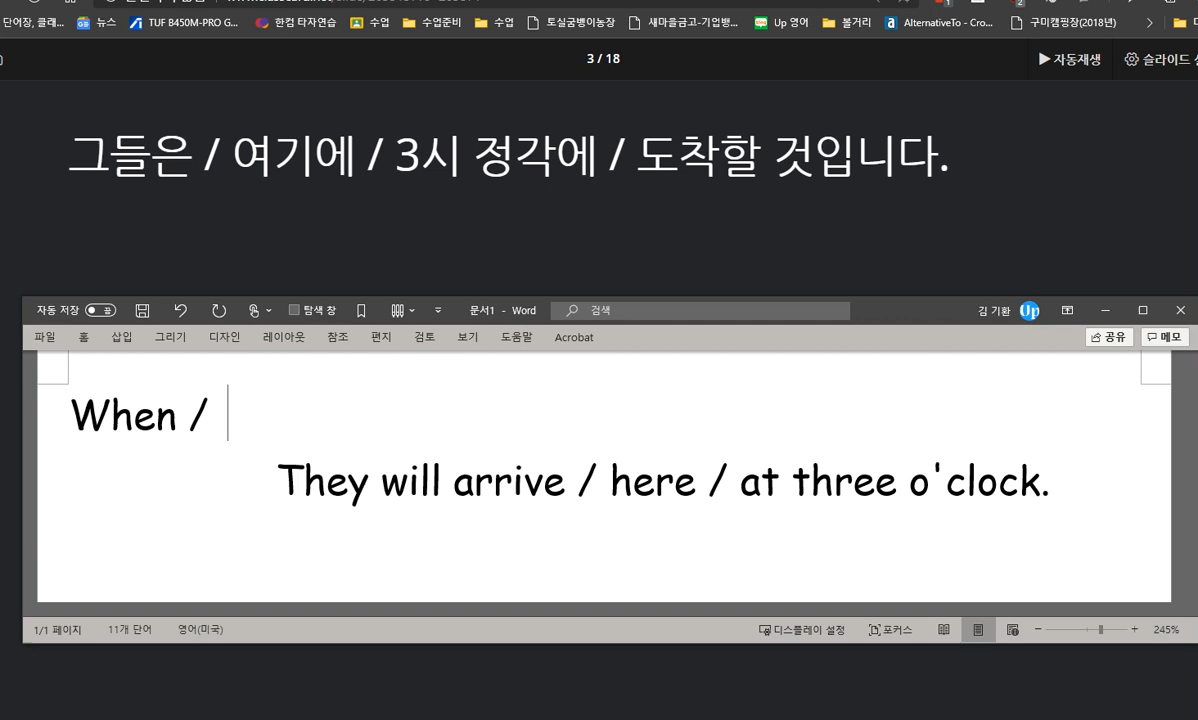 단어장, 클래... 뉴스 TUF B450M-PRO G... 한컴 타자연습 수업 수업준비 수업 토실굼벵이농장 새마을금고-기업뱅... Up 영어 볼거리 AlternativeTo - Cro... 구미캠핑장(2018년)
3 / 18 자동재생 슬라이드
그들은 / 여기에 / 3시 정각에 / 도착할 것입니다.
자동 저장 끔 탐색 창 문서1 - Word 검색 김 기환 Up
파일 홈 삽입 그리기 디자인 레이아웃 참조 편지 검토 보기 도움말 Acrobat 공유 메모
When /
They will arrive / here / at three o'clock.
1/1 페이지 11개 단어 영어(미국) 디스플레이 설정 포커스 245%